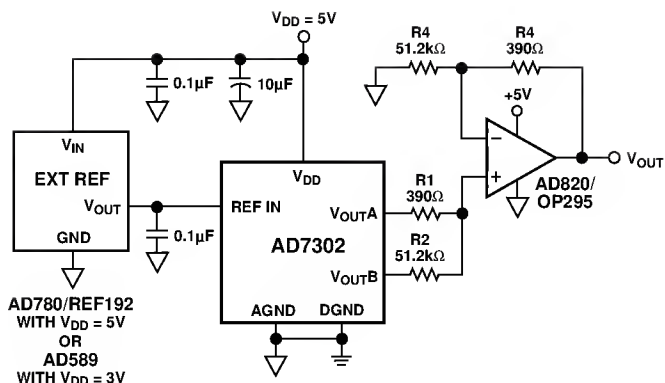 V_DD = 5V
0.1µF
10µF
V_IN
EXT REF
V_OUT
GND
0.1µF
AD780/REF192
WITH V_DD = 5V
OR
AD589
WITH V_DD = 3V
V_DD
REF IN
V_OUTA
AD7302
V_OUTB
AGND
DGND
R1
390Ω
R2
51.2kΩ
R4
51.2kΩ
R4
390Ω
+5V
−
+
V_OUT
AD820/
OP295